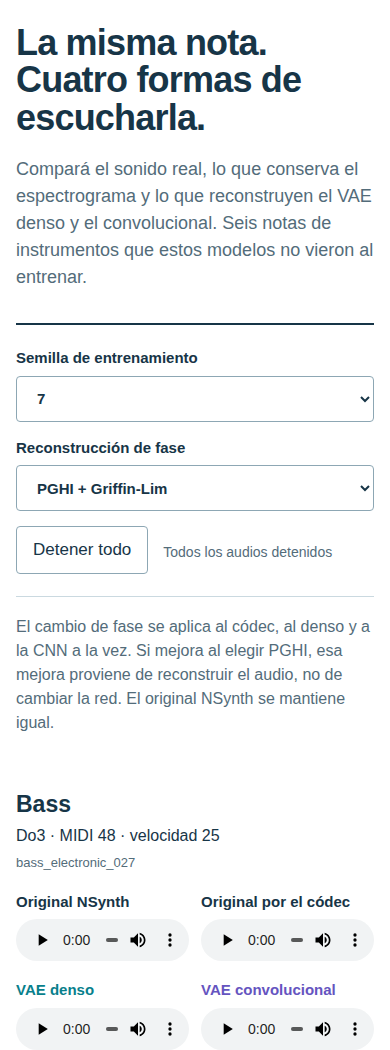 La misma nota.
Cuatro formas de
escucharla.
Compará el sonido real, lo que conserva el
espectrograma y lo que reconstruyen el VAE
denso y el convolucional. Seis notas de
instrumentos que estos modelos no vieron al
entrenar.
Semilla de entrenamiento
7
Reconstrucción de fase
PGHI + Griffin-Lim
Detener todo Todos los audios detenidos
El cambio de fase se aplica al códec, al denso y a
la CNN a la vez. Si mejora al elegir PGHI, esa
mejora proviene de reconstruir el audio, no de
cambiar la red. El original NSynth se mantiene
igual.
Bass
Do3 · MIDI 48 · velocidad 25
bass_electronic_027
Original NSynth Original por el códec
0:00 0:00
VAE denso VAE convolucional
0:00 0:00